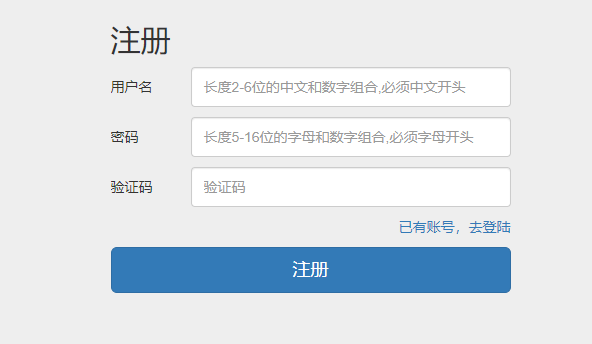 注册
用户名 长度2-6位的中文和数字组合,必须中文开头
密码 长度5-16位的字母和数字组合,必须字母开头
验证码 验证码
已有账号，去登陆
注册